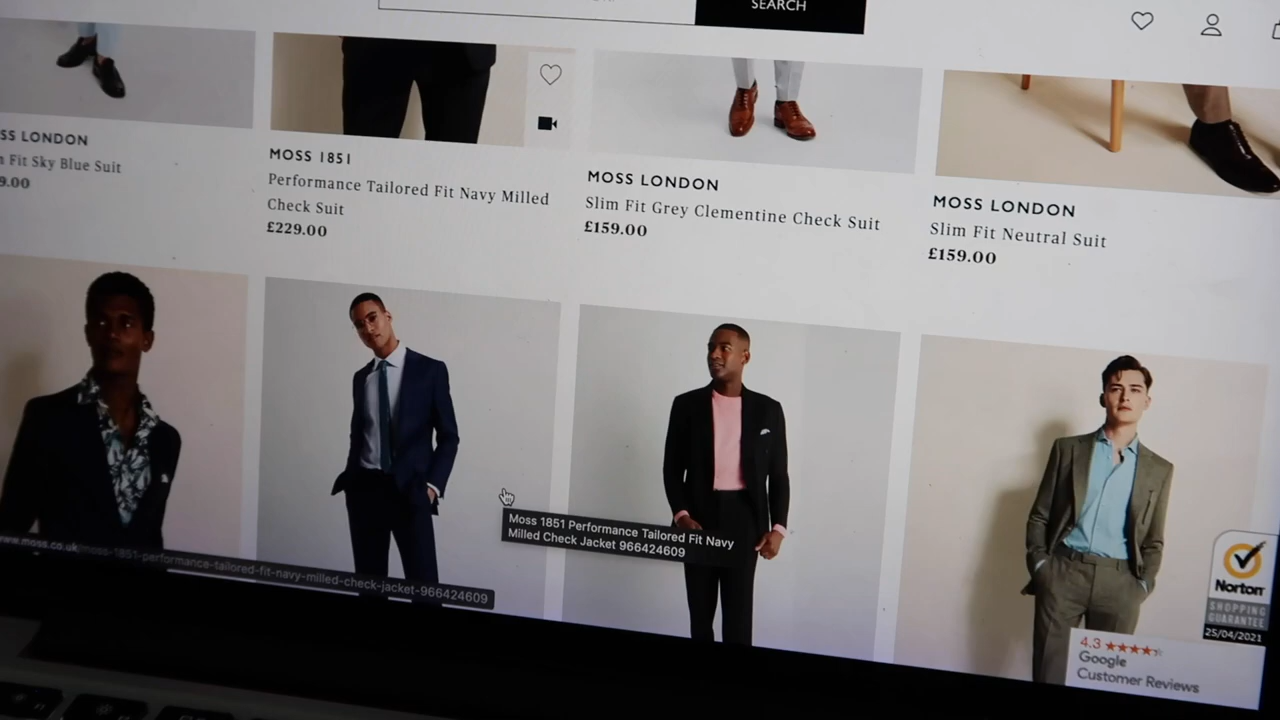 SEARCH
SS LONDON
Fit Sky Blue Suit
9.00
MOSS 1851
Performance Tailored Fit Navy Milled
Check Suit
£229.00
MOSS LONDON
Slim Fit Grey Clementine Check Suit
£159.00
MOSS LONDON
Slim Fit Neutral Suit
£159.00
Moss 1851 Performance Tailored Fit Navy
Milled Check Jacket 966424609
www.moss.co.uk/moss-1851-performance-tailored-fit-navy-milled-check-jacket-966424609
Norton
SHOPPING
GUARANTEE
25/04/2021
4.3
Google
Customer Reviews